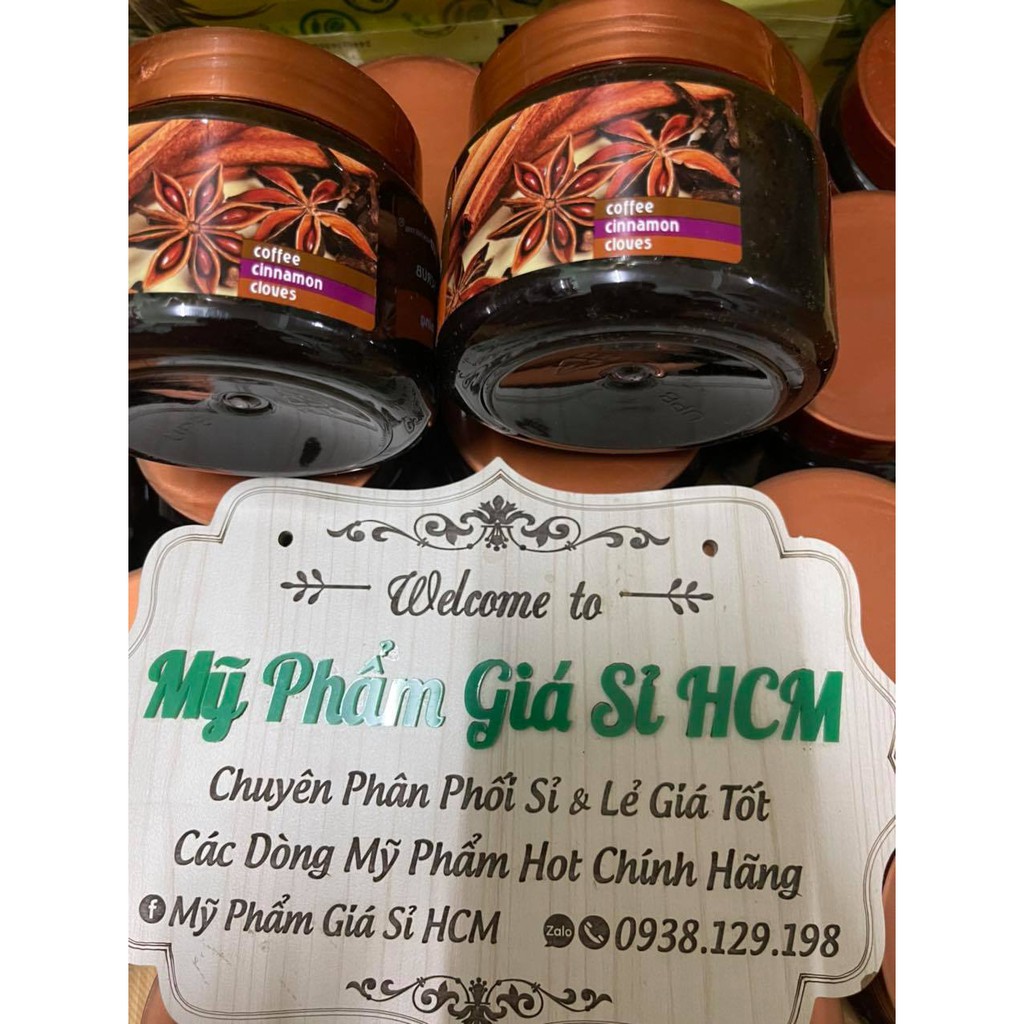 coffee
cinnamon
cloves
coffee
cinnamon
cloves
Welcome to
Mỹ Phẩm Giá Sỉ HCM
Chuyên Phân Phối Sỉ & Lẻ Giá Tốt
Các Dòng Mỹ Phẩm Hot Chính Hãng
f Mỹ Phẩm Giá Sỉ HCM
Zalo 0938.129.198